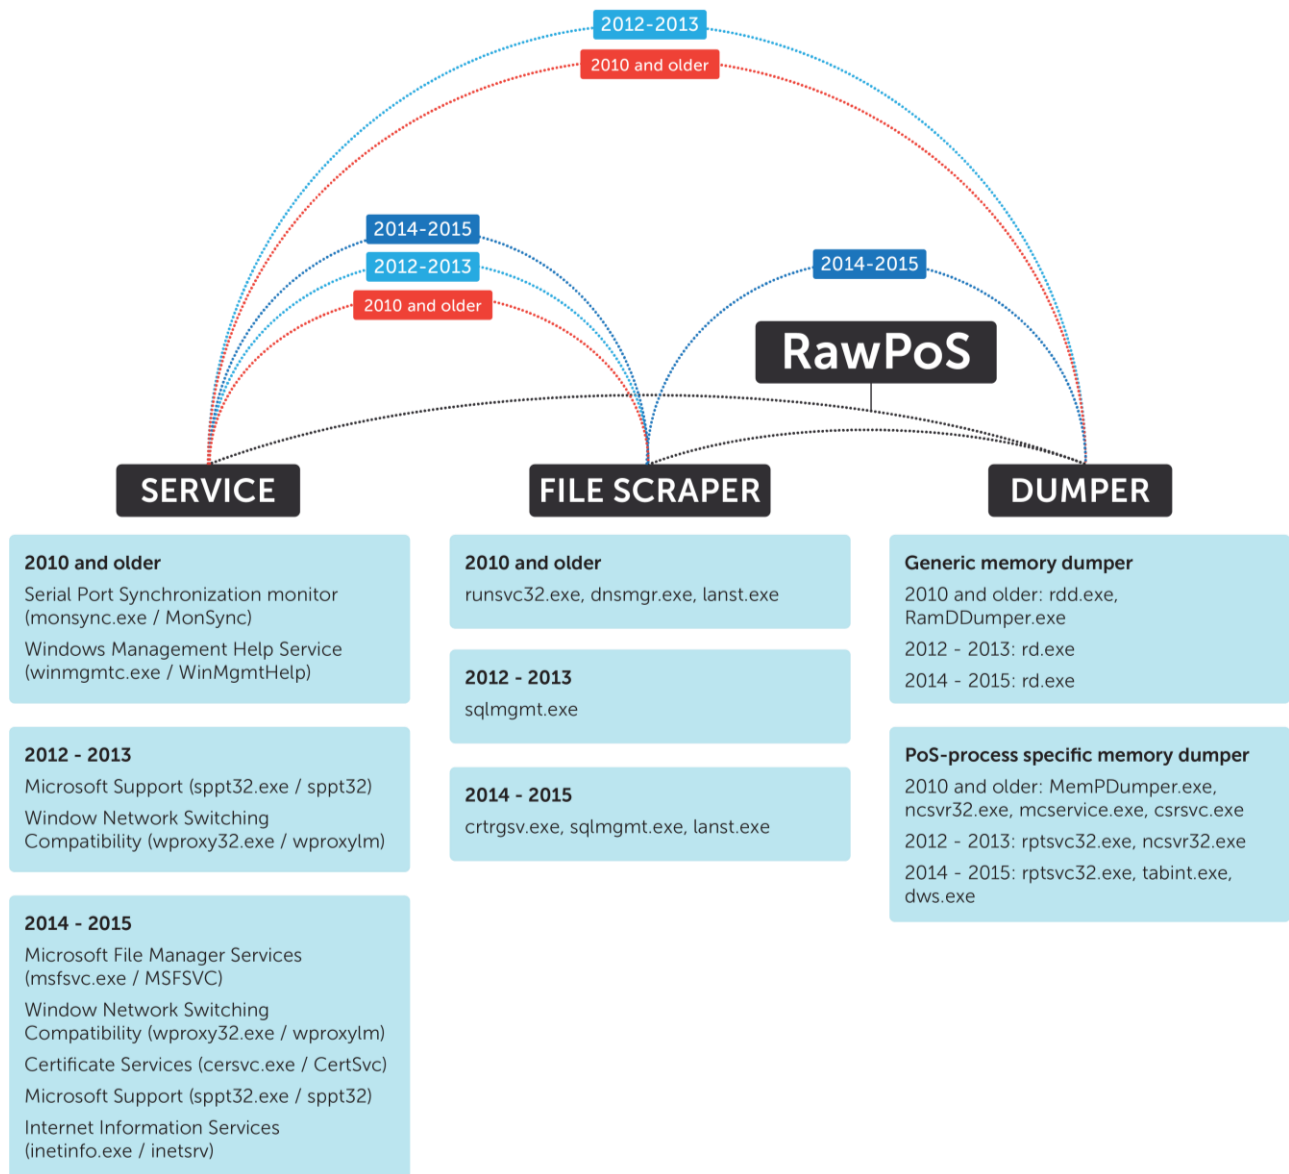 2012-2013
2010 and older
2014-2015
2012-2013
2010 and older
2014-2015
RawPoS
SERVICE
2010 and older
Serial Port Synchronization monitor
(monsync.exe / MonSync)
Windows Management Help Service
(winmgmtc.exe / WinMgmtHelp)
2012 - 2013
Microsoft Support (sppt32.exe / sppt32)
Window Network Switching
Compatibility (wproxy32.exe / wproxylm)
2014 - 2015
Microsoft File Manager Services
(msfsvc.exe / MSFSVC)
Window Network Switching
Compatibility (wproxy32.exe / wproxylm)
Certificate Services (cersvc.exe / CertSvc)
Microsoft Support (sppt32.exe / sppt32)
Internet Information Services
(inetinfo.exe / inetsrv)
FILE SCRAPER
2010 and older
runsvc32.exe, dnsmgr.exe, lanst.exe
2012 - 2013
sqlmgmt.exe
2014 - 2015
crtrgsv.exe, sqlmgmt.exe, lanst.exe
DUMPER
Generic memory dumper
2010 and older: rdd.exe,
RamDDumper.exe
2012 - 2013: rd.exe
2014 - 2015: rd.exe
PoS-process specific memory dumper
2010 and older: MemPDumper.exe,
ncsvr32.exe, mcservice.exe, csrsvc.exe
2012 - 2013: rptsvc32.exe, ncsvr32.exe
2014 - 2015: rptsvc32.exe, tabint.exe,
dws.exe